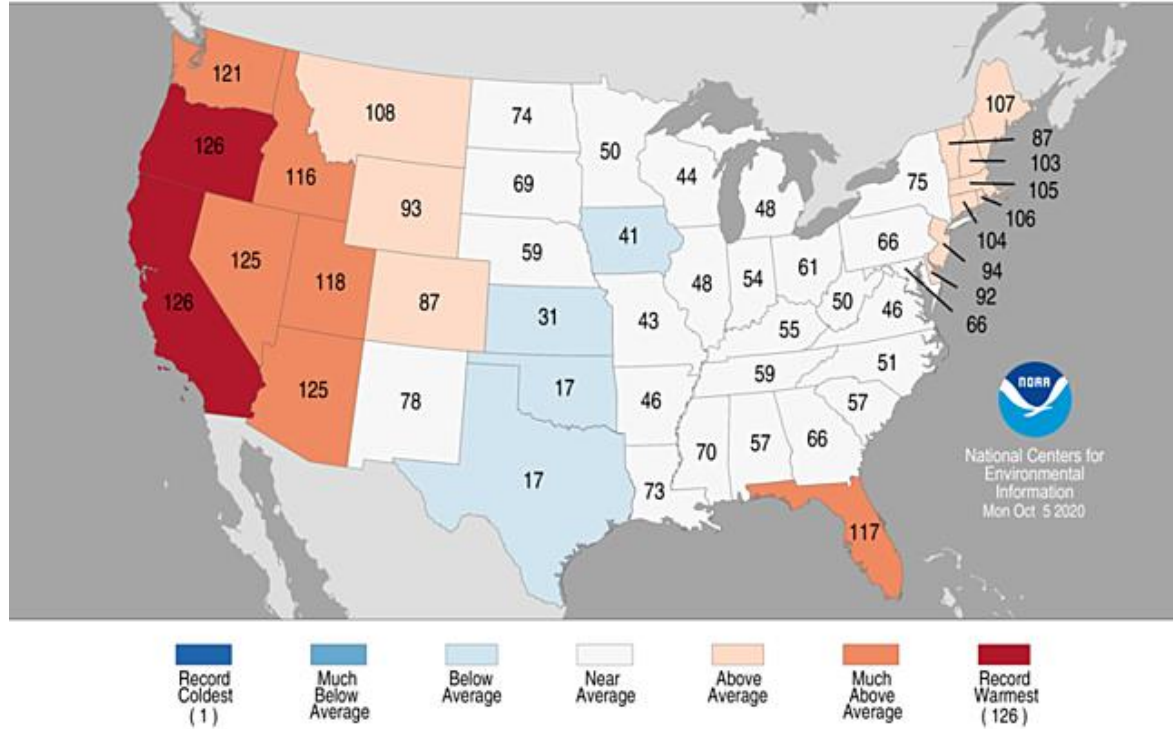 121
108
74
50
107
87
126
116
69
44
75
103
93
48
105
106
41
59
66
104
125
118
61
94
54
48
50
92
126
87
31
43
46
66
55
51
59
125
78
17
46
57
70
57
66
17
73
117
NOAA
National Centers for
Environmental
Information
Mon Oct 5 2020
Record
Coldest
( 1 )
Much
Below
Average
Below
Average
Near
Average
Above
Average
Much
Above
Average
Record
Warmest
( 126 )